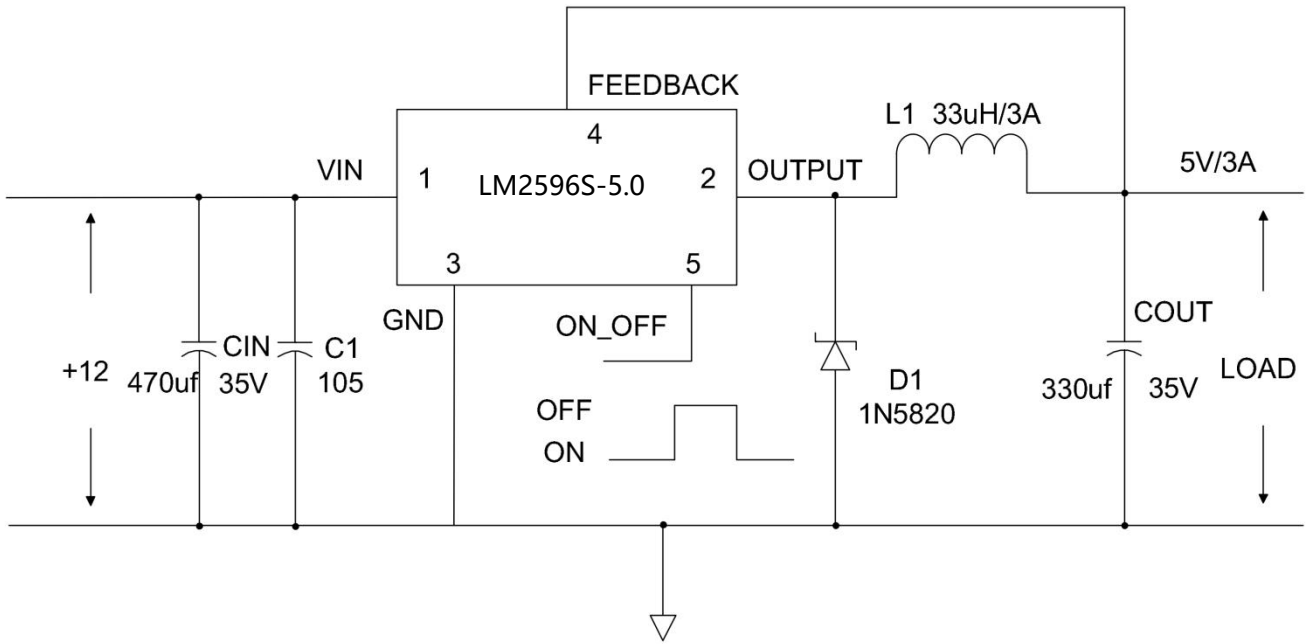 FEEDBACK
L1 33uH/3A
4
VIN
1
LM2596S-5.0
2
OUTPUT
5V/3A
3
5
GND
ON_OFF
COUT
+12
CIN
470uf 35V
C1
105
D1
1N5820
330uf 35V
LOAD
OFF
ON